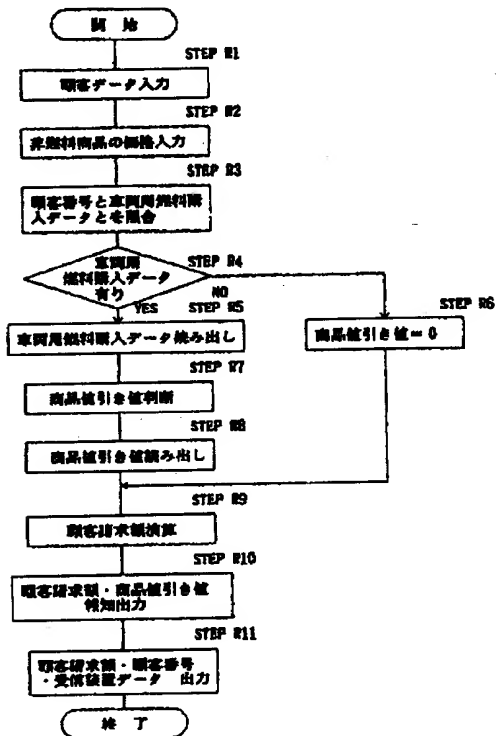 開始
STEP R1
顧客データ入力
STEP R2
非燃料商品の価格入力
STEP R3
顧客番号と車両用燃料購
入データとを照合
STEP R4
車両用
燃料購入データ
有り
NO
YES
STEP R5
STEP R6
車両用燃料購入データ読み出し
商品値引き値=0
STEP R7
商品値引き値判断
STEP R8
商品値引き値読み出し
STEP R9
顧客請求額演算
STEP R10
顧客請求額・商品値引き値
報知出力
STEP R11
顧客請求額・顧客番号
・受信装置データ 出力
終了